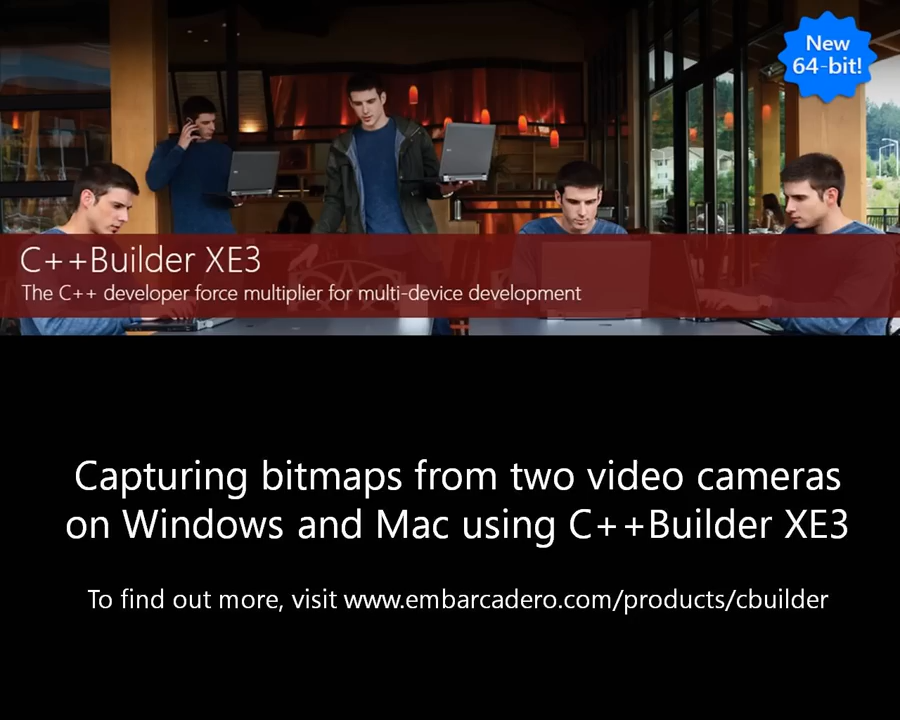 New
64-bit!
C++Builder XE3
The C++ developer force multiplier for multi-device development
Capturing bitmaps from two video cameras
on Windows and Mac using C++Builder XE3
To find out more, visit www.embarcadero.com/products/cbuilder